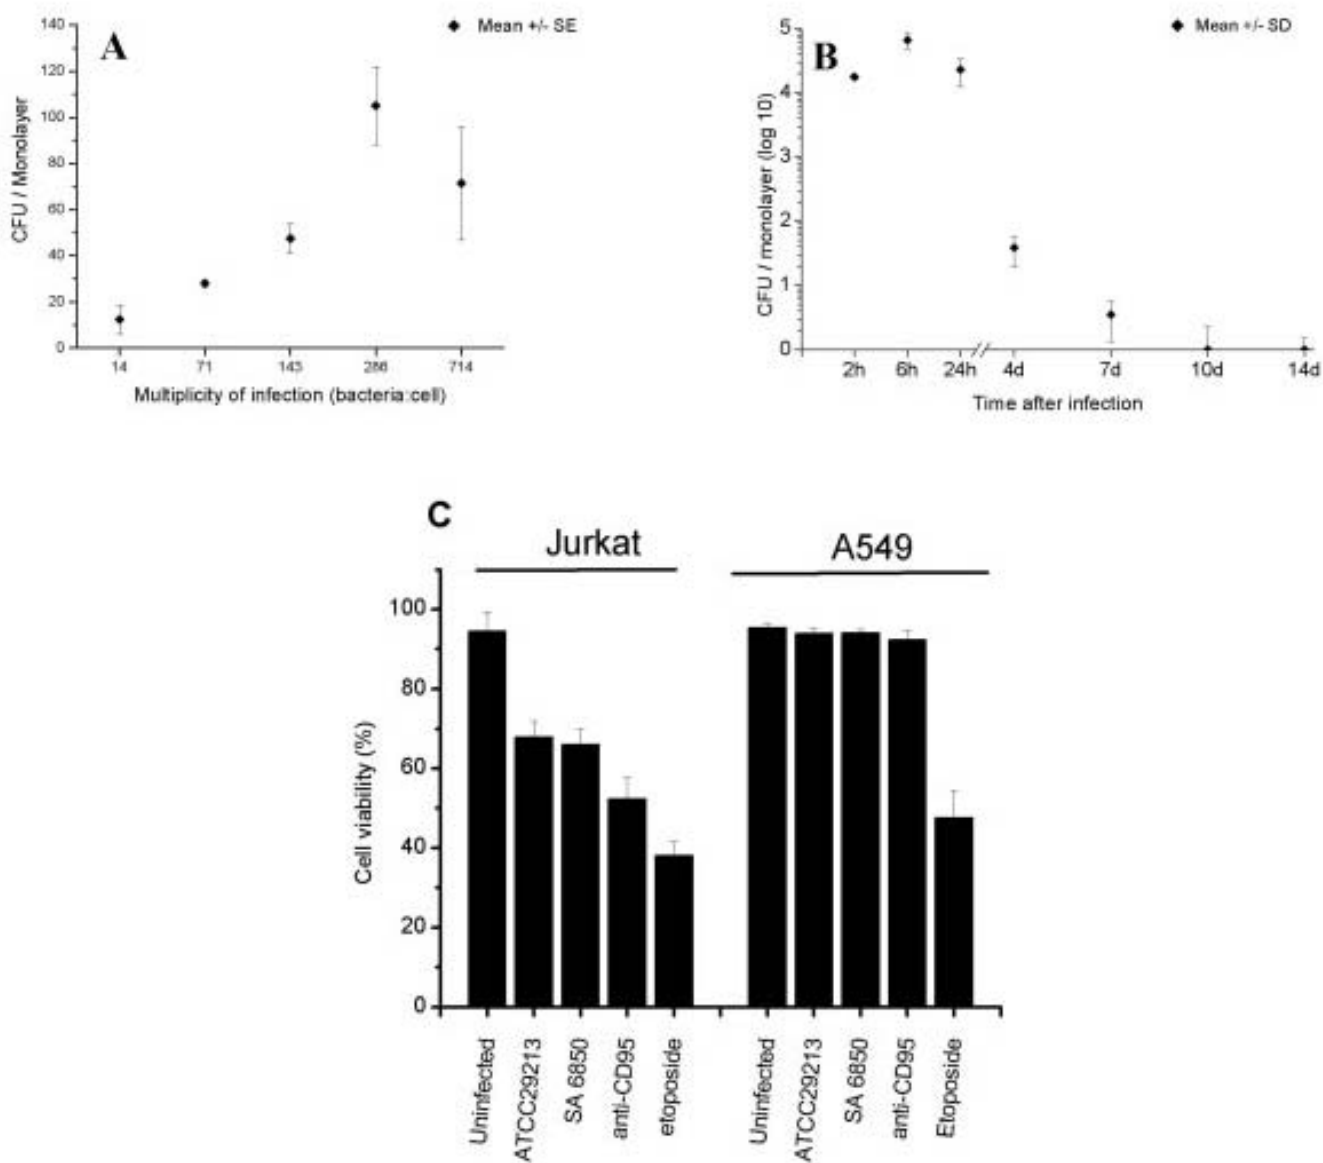 A
Mean +/- SE
CFU / Monolayer
140
120
100
80
60
40
20
0
14 71 143 286 714
Multiplicity of infection (bacteria:cell)
B
Mean +/- SD
CFU / monolayer (log 10)
5
4
3
2
1
0
2h 6h 24h 4d 7d 10d 14d
Time after infection
C
Jurkat A549
Cell viability (%)
100
80
60
40
20
0
Uninfected
ATCC29213
SA 6850
anti-CD95
etoposide
Uninfected
ATCC29213
SA 6850
anti-CD95
Etoposide